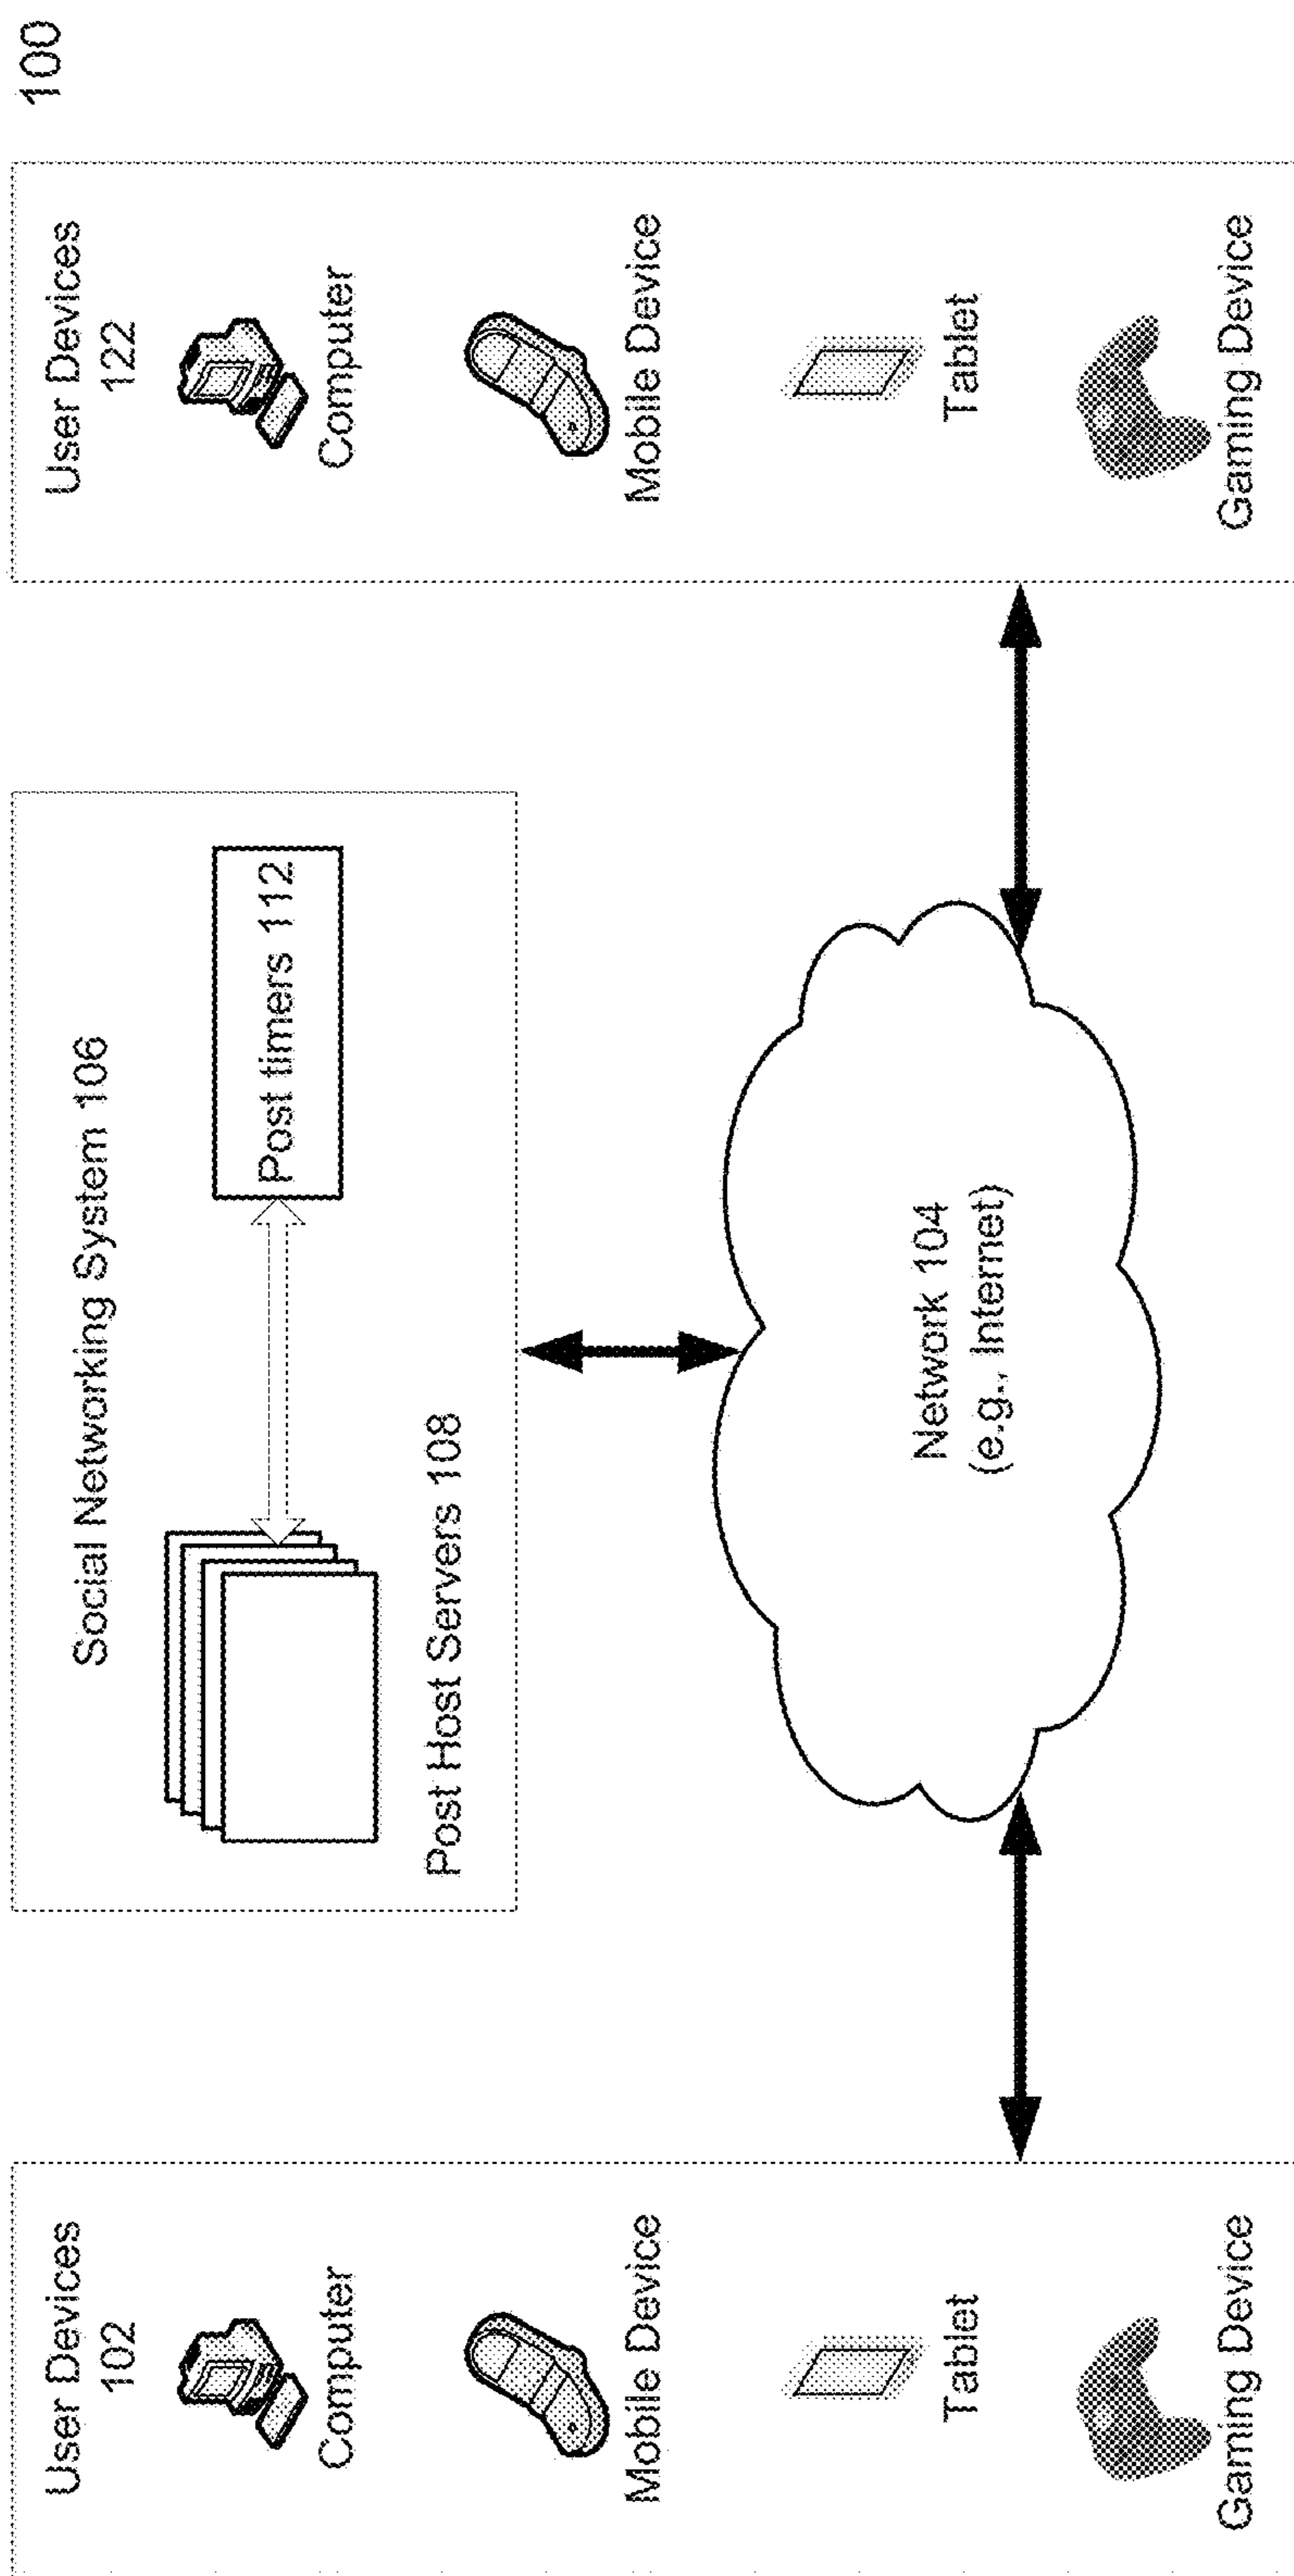 100
User Devices
102
Computer
Mobile Device
Tablet
Gaming Device
Social Networking System 106
Post timers 112
Post Host Servers 108
Network 104
(e.g., Internet)
User Devices
122
Computer
Mobile Device
Tablet
Gaming Device